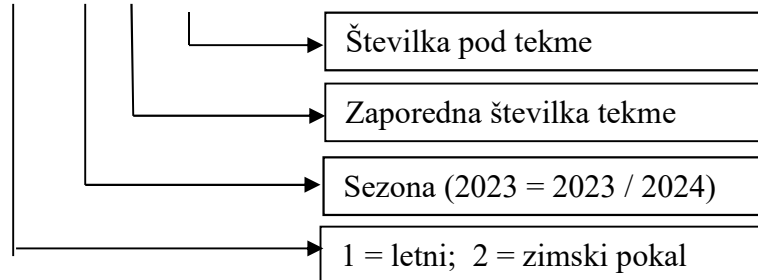 Številka pod tekme
Zaporedna številka tekme
Sezona (2023 = 2023 / 2024)
1 = letni; 2 = zimski pokal